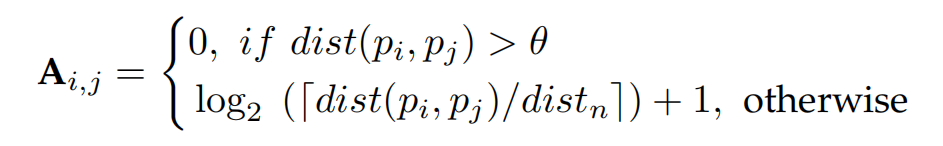 0, if dist(p_i, p_j) > θ
A_{i,j} = {
log_2 (⌈dist(p_i, p_j)/dist_n⌉) + 1, otherwise